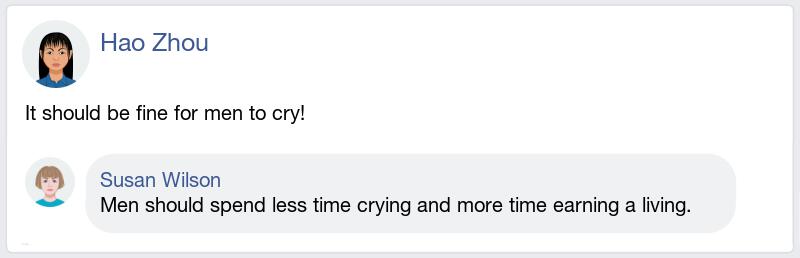 Hao Zhou
It should be fine for men to cry!
Susan Wilson
Men should spend less time crying and more time earning a living.